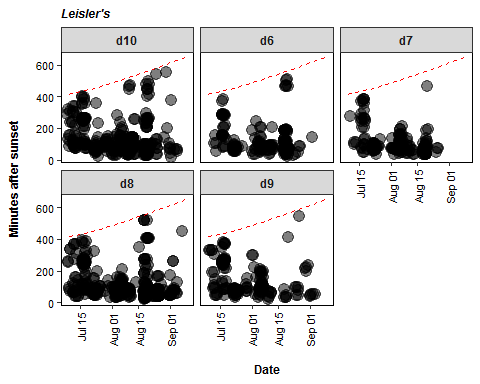 Leisler's
d10 d6 d7
600
400
200
0
Jul 15 Aug 01 Aug 15 Sep 01
d8 d9
600
400
200
0
Jul 15 Aug 01 Aug 15 Sep 01 Jul 15 Aug 01 Aug 15 Sep 01
Minutes after sunset
Date